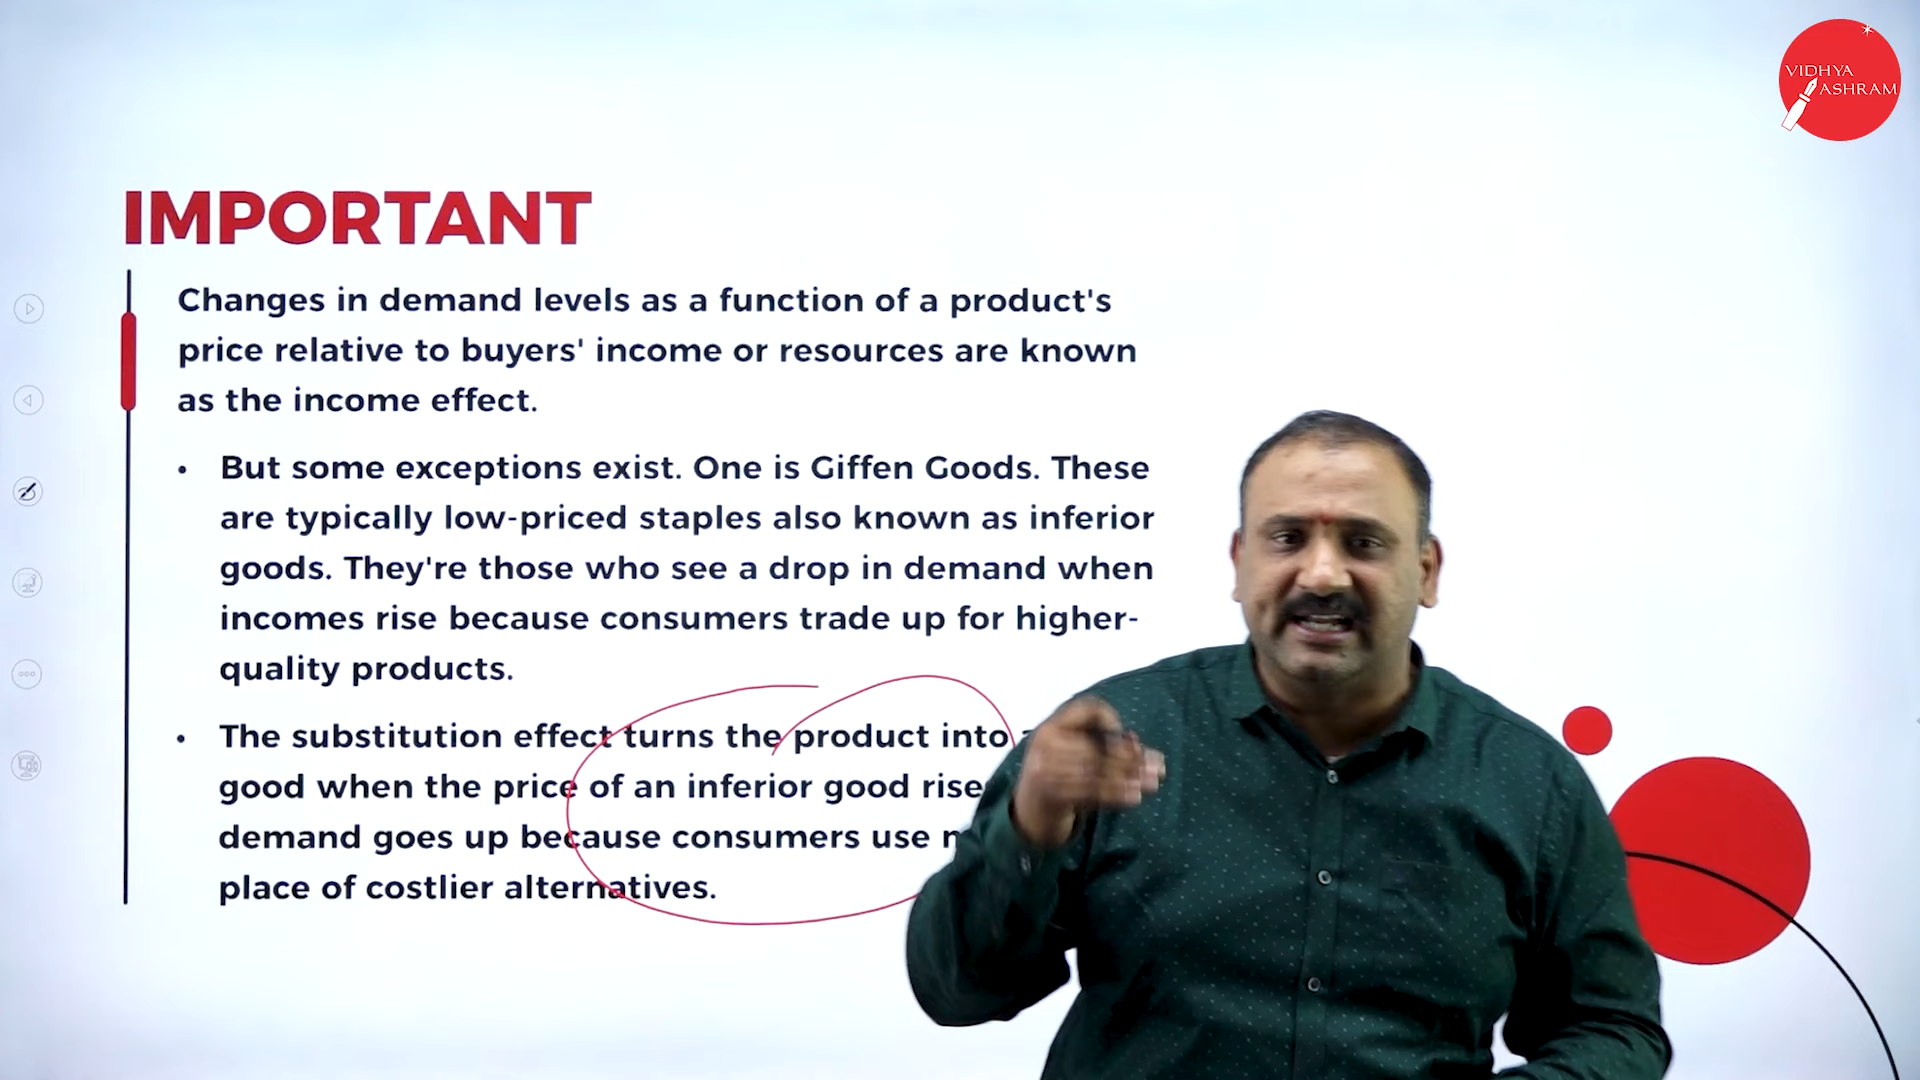 VIDHYA
ASHRAM
IMPORTANT
Changes in demand levels as a function of a product's
price relative to buyers' income or resources are known
as the income effect.
• But some exceptions exist. One is Giffen Goods. These
are typically low-priced staples also known as inferior
goods. They're those who see a drop in demand when
incomes rise because consumers trade up for higher-
quality products.
• The substitution effect turns the product into
good when the price of an inferior good
demand goes up because consumers use
place of costlier alternatives.